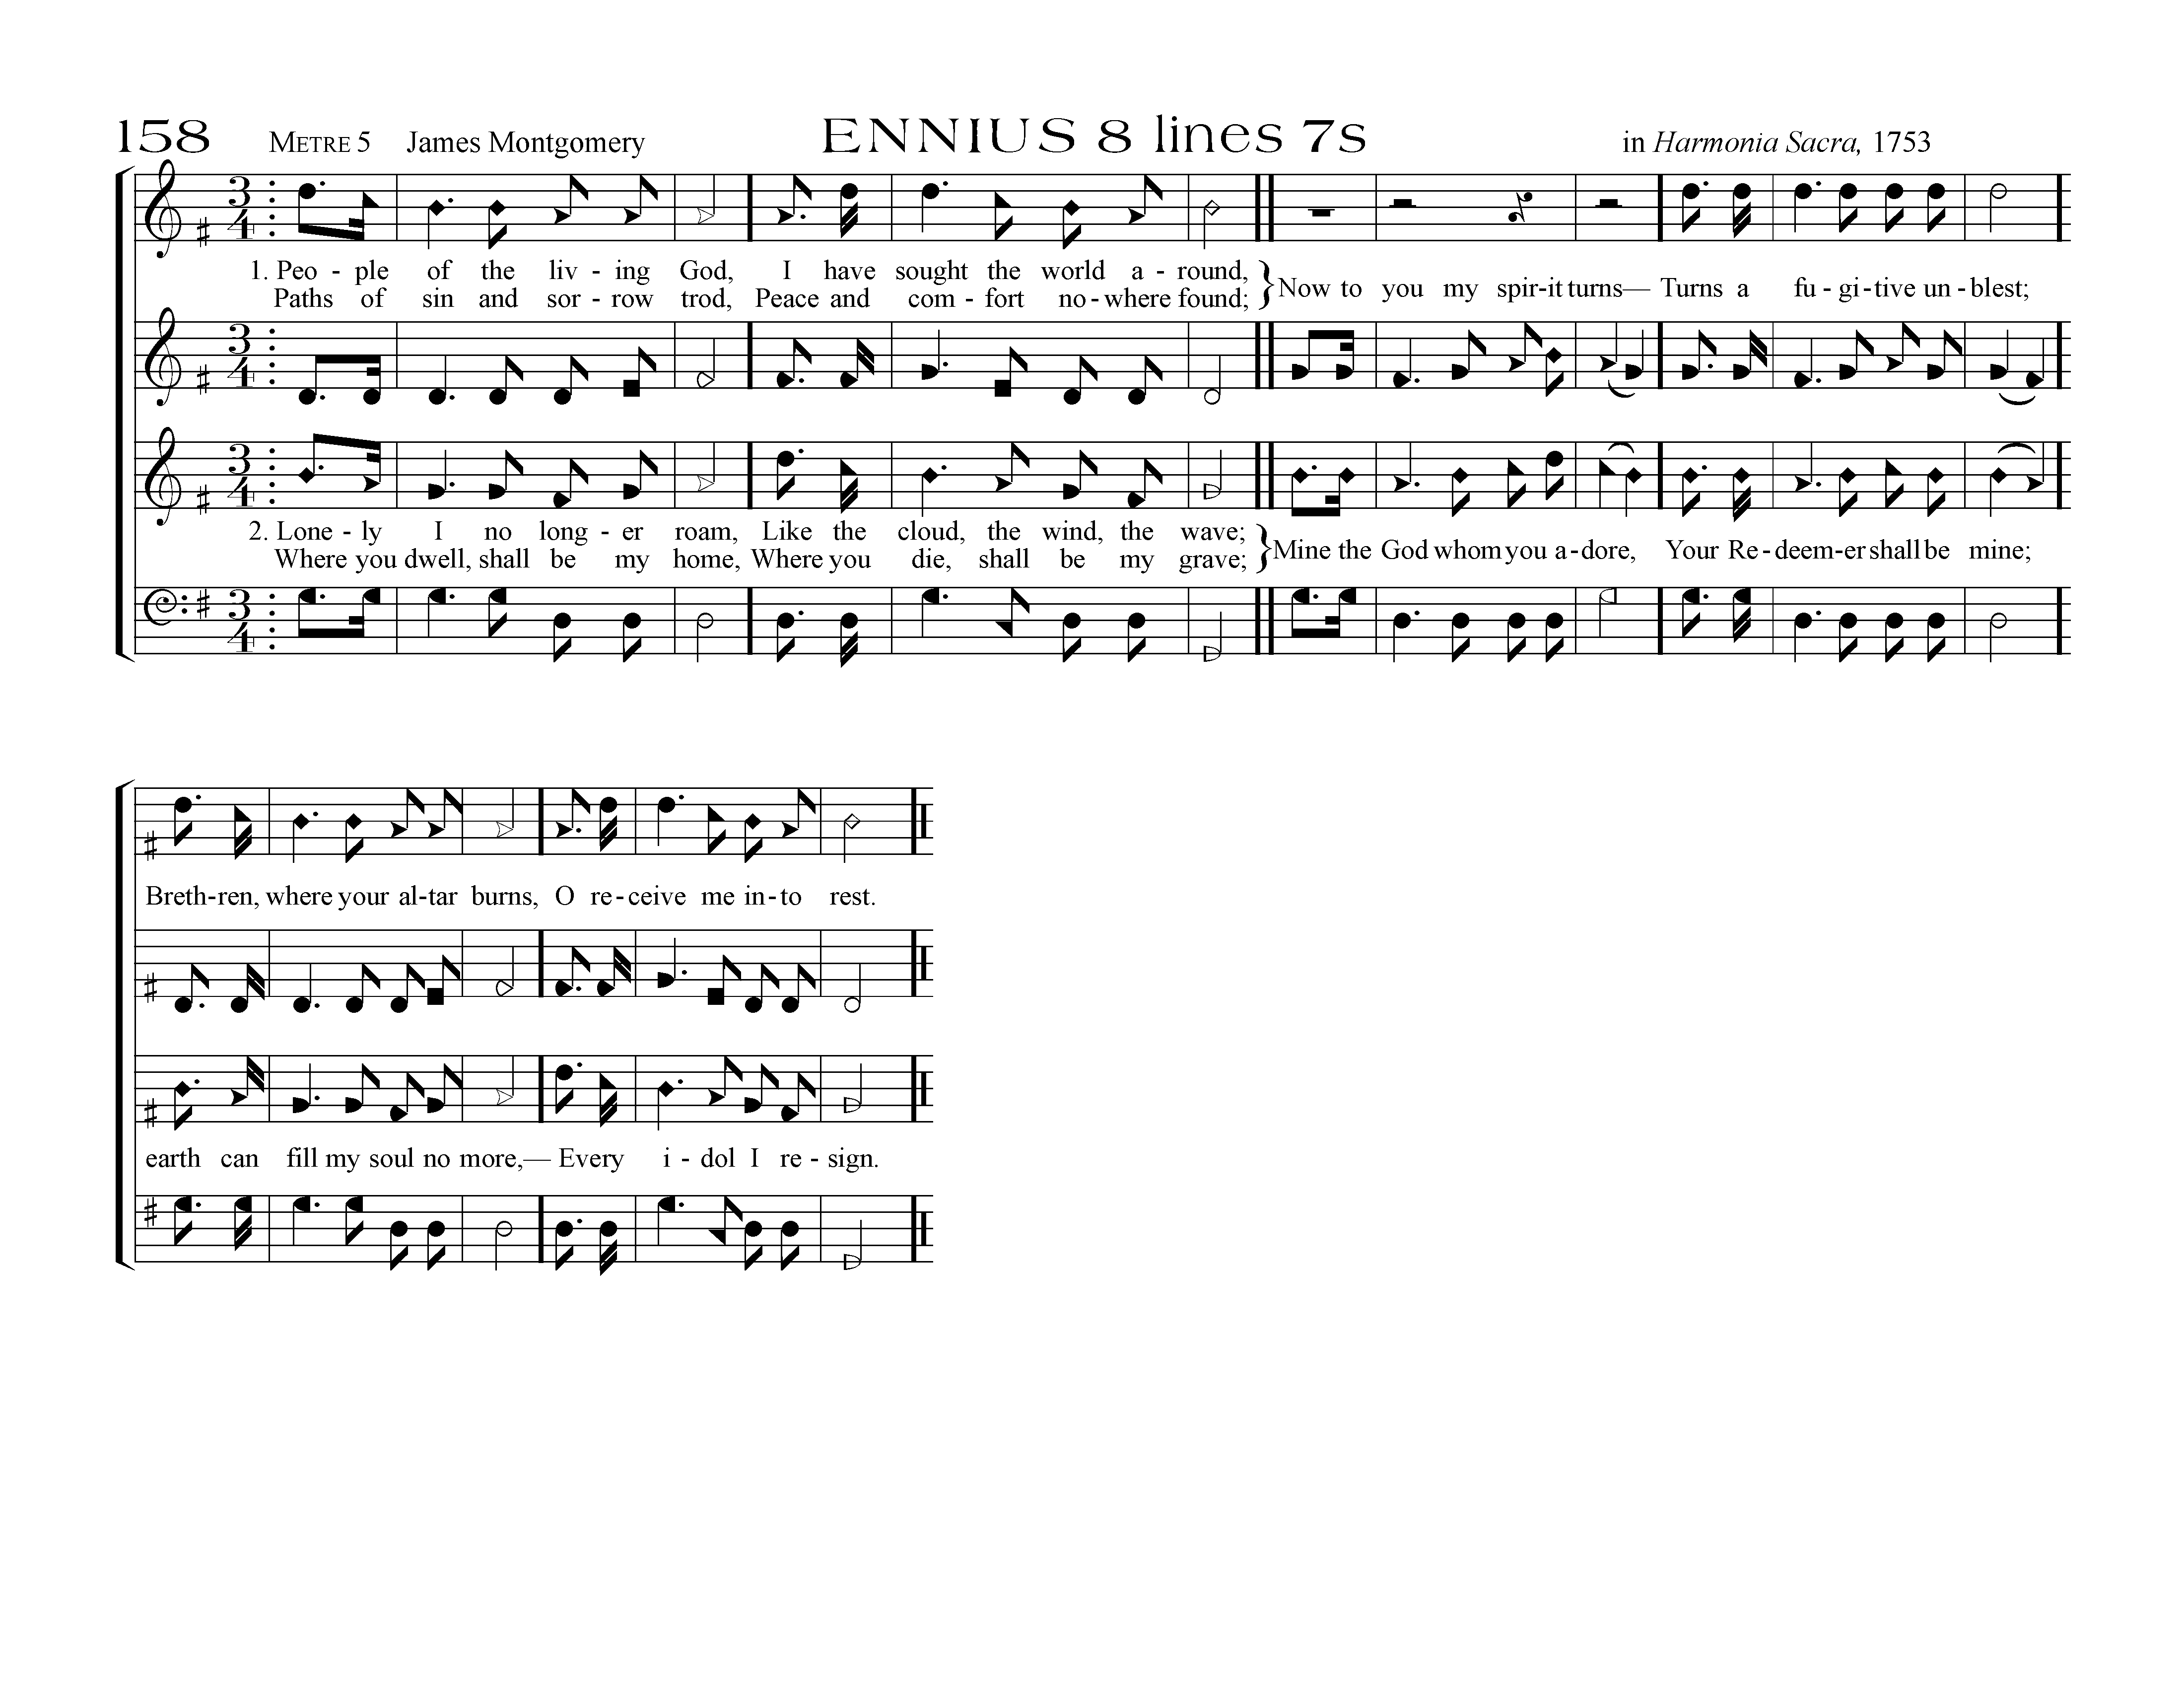 158 METRE 5 James Montgomery ENNIUS 8 lines 7s in Harmonia Sacra, 1753
3
4
1. Peo - ple of the liv - ing God, I have sought the world a - round, } Now to you my spir-it turns— Turns a fu - gi - tive un - blest;
Paths of sin and sor - row trod, Peace and com - fort no - where found;
3
4
3
4
2. Lone - ly I no long - er roam, Like the cloud, the wind, the wave; } Mine the God whom you a - dore, Your Re - deem - er shall be mine;
Where you dwell, shall be my home, Where you die, shall be my grave;
3
4
Breth - ren, where your al - tar burns, O re - ceive me in - to rest.
earth can fill my soul no more,— Every i - dol I re - sign.